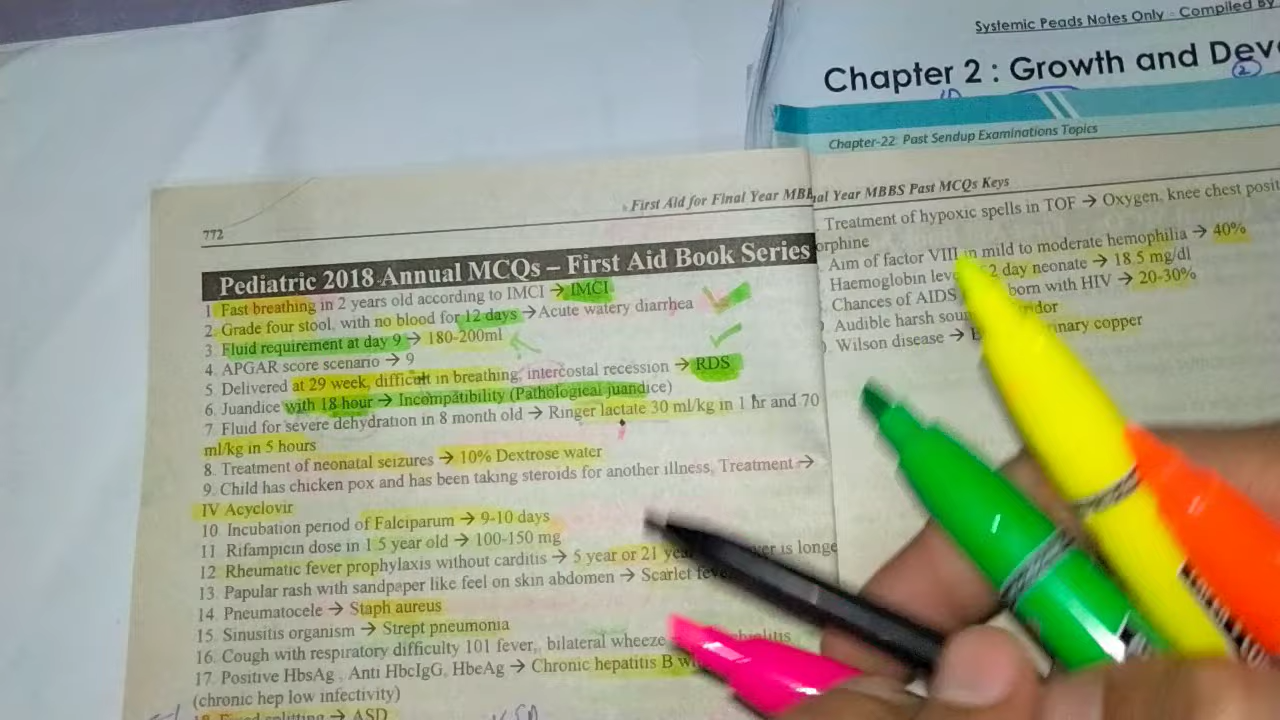 Systemic Peads Notes Only - Compiled By
Chapter 2 : Growth and Deve
2
Chapter-22: Past Sendup Examinations Topics
First Aid for Final Year MBB
nal Year MBBS Past MCQs Keys
772
Pediatric 2018 Annual MCQs – First Aid Book Series
1. Fast breathing in 2 years old according to IMCI → IMCI
2. Grade four stool, with no blood for 12 days → Acute watery diarrhea
3. Fluid requirement at day 9 → 180-200ml
4. APGAR score scenario → 9
5. Delivered at 29 week, difficult in breathing, intercostal recession → RDS
6. Juandice with 18 hour → Incompatibility (Pathological juandice)
7. Fluid for severe dehydration in 8 month old → Ringer lactate 30 ml/kg in 1 hr and 70
ml/kg in 5 hours
8. Treatment of neonatal seizures → 10% Dextrose water
9. Child has chicken pox and has been taking steroids for another illness, Treatment →
IV Acyclovir
10. Incubation period of Falciparum → 9-10 days
11. Rifampicin dose in 1.5 year old → 100-150 mg
12. Rheumatic fever prophylaxis without carditis → 5 year or 21 yea is longe
13. Papular rash with sandpaper like feel on skin abdomen → Scarlet feve
14. Pneumatocele → Staph aureus
15. Sinusitis organism → Strept pneumonia
16. Cough with respiratory difficulty 101 fever, bilateral wheeze
17. Positive HbsAg , Anti HbcIgG, HbeAg → Chronic hepatitis B w
(chronic hep low infectivity)
18. Fixed splitting → ASD
Treatment of hypoxic spells in TOF → Oxygen, knee chest posit
orphine
Aim of factor VIII in mild to moderate hemophilia → 40%
Haemoglobin leve 2 day neonate → 18.5 mg/dl
Chances of AIDS born with HIV → 20-30%
Audible harsh soun ridor
Wilson disease → inary copper